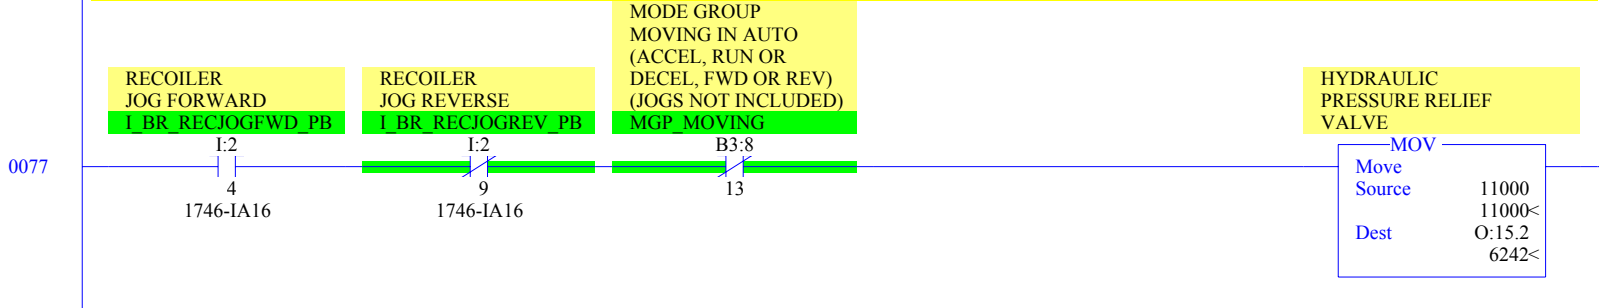 MODE GROUP
MOVING IN AUTO
(ACCEL, RUN OR
DECEL, FWD OR REV)
(JOGS NOT INCLUDED)
MGP_MOVING
RECOILER
JOG FORWARD
I_BR_RECJOGFWD_PB
RECOILER
JOG REVERSE
I_BR_RECJOGREV_PB
HYDRAULIC
PRESSURE RELIEF
VALVE
0077
I:2
4
1746-IA16
I:2
9
1746-IA16
B3:8
13
MOV
Move
Source 11000
11000<
Dest O:15.2
6242<